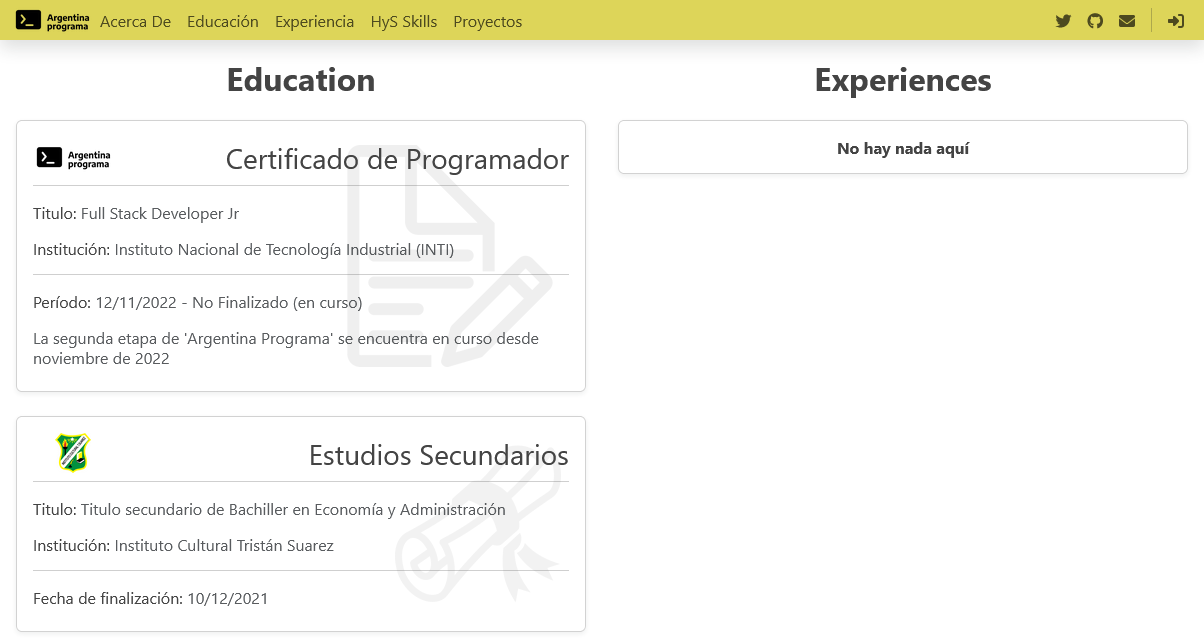 Argentina programa Acerca De Educación Experiencia HyS Skills Proyectos
Education
Argentina programa
Certificado de Programador
Titulo: Full Stack Developer Jr
Institución: Instituto Nacional de Tecnología Industrial (INTI)
Período: 12/11/2022 - No Finalizado (en curso)
La segunda etapa de 'Argentina Programa' se encuentra en curso desde
noviembre de 2022
Estudios Secundarios
Titulo: Titulo secundario de Bachiller en Economía y Administración
Institución: Instituto Cultural Tristán Suarez
Fecha de finalización: 10/12/2021
Experiences
No hay nada aquí